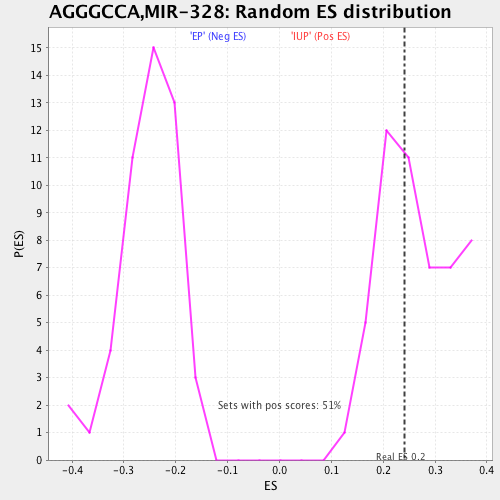 AGGGCCA,MIR-328: Random ES distribution
'EP' (Neg ES) 'IUP' (Pos ES)
15
14
13
12
11
10
9
8
7
6
5
4
3
2
1
0
P(ES)
Sets with pos scores: 51%
Real ES 0.2
-0.4 -0.3 -0.2 -0.1 0.0 0.1 0.2 0.3 0.4
ES